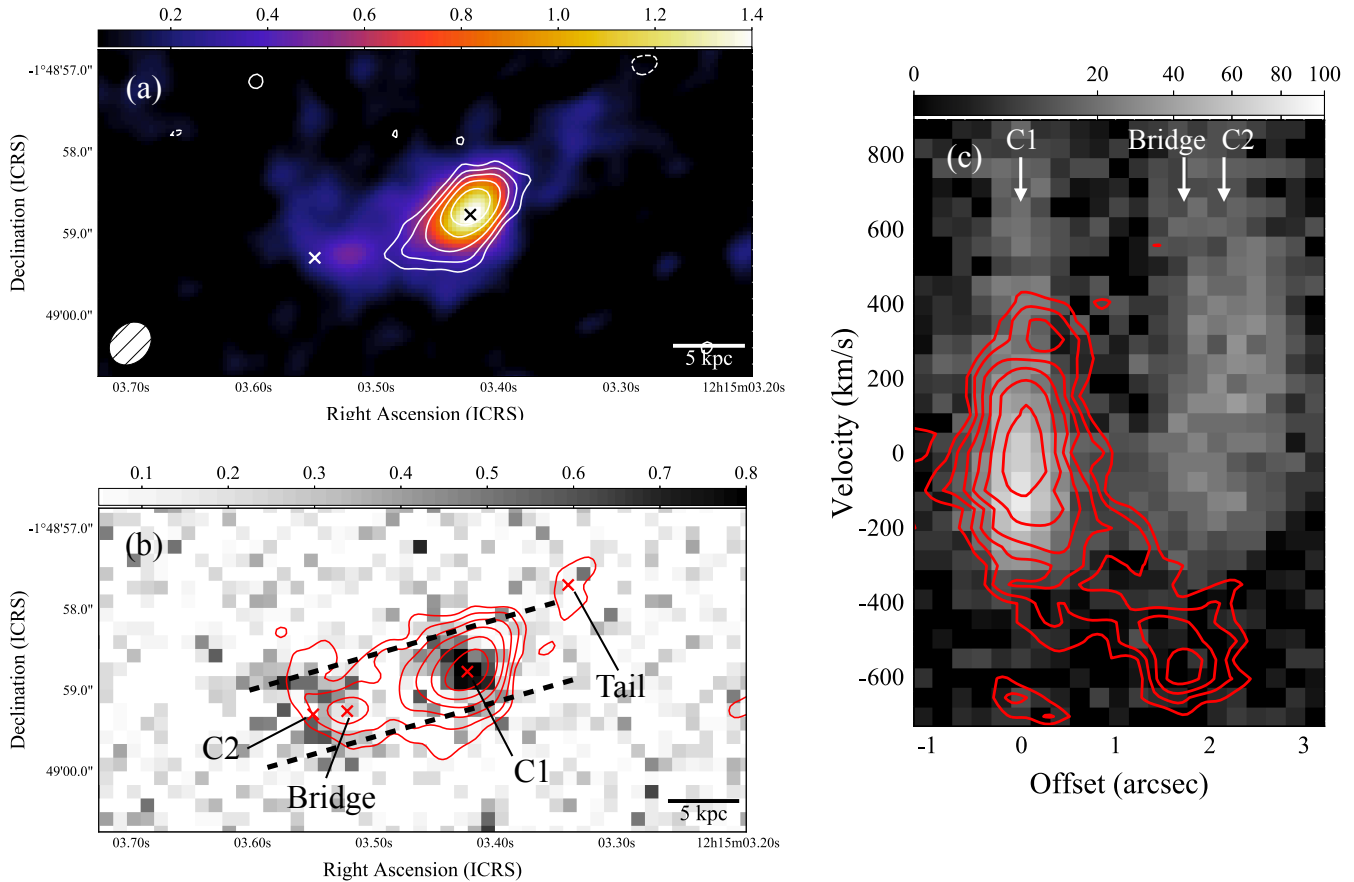 0.2 0.4 0.6 0.8 1.0 1.2 1.4
(a)
-1°48'57.0"
58.0"
59.0"
49'00.0"
Declination (ICRS)
5 kpc
03.70s 03.60s 03.50s 03.40s 03.30s 12h15m03.20s
Right Ascension (ICRS)
0.1 0.2 0.3 0.4 0.5 0.6 0.7 0.8
(b)
-1°48'57.0"
58.0"
59.0"
49'00.0"
Declination (ICRS)
Tail
C2
C1
Bridge
5 kpc
03.70s 03.60s 03.50s 03.40s 03.30s 12h15m03.20s
Right Ascension (ICRS)
0 20 40 60 80 100
(c)
C1 Bridge C2
800
600
400
200
0
-200
-400
-600
Velocity (km/s)
-1 0 1 2 3
Offset (arcsec)